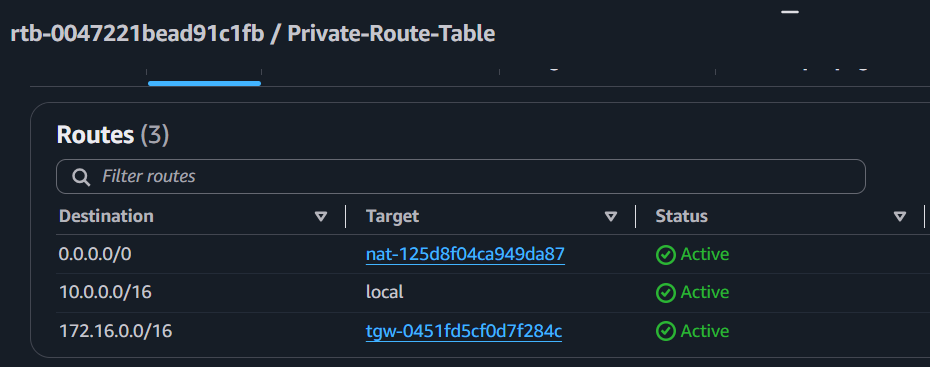 rtb-0047221bead91c1fb / Private-Route-Table
Routes (3)
Filter routes
Destination Target Status
0.0.0.0/0 nat-125d8f04ca949da87 Active
10.0.0.0/16 local Active
172.16.0.0/16 tgw-0451fd5cf0d7f284c Active